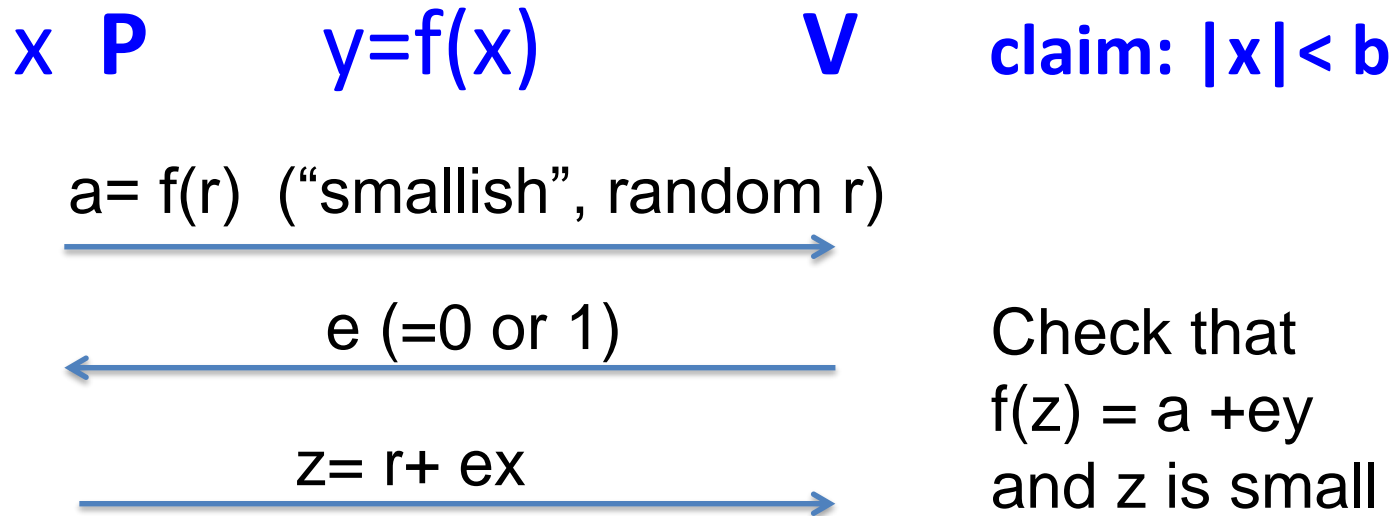 x P y=f(x) V claim: |x|< b
a= f(r) (“smallish”, random r)
e (=0 or 1)
z= r+ ex
Check that
f(z) = a +ey
and z is small